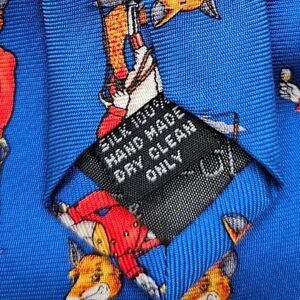 SILK 100%
HAND MADE
DRY CLEAN
ONLY